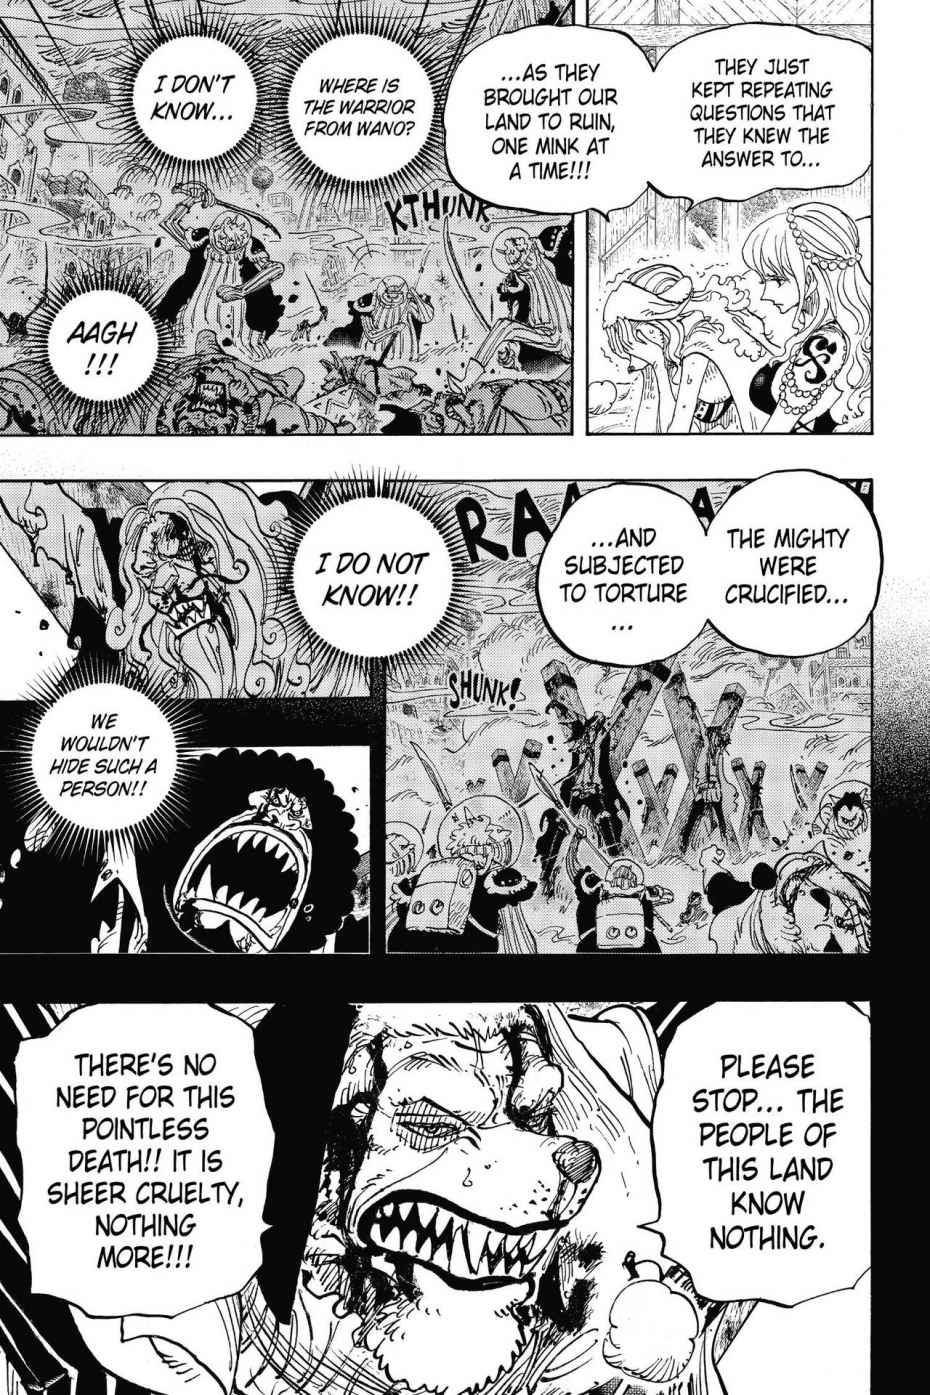 THEY JUST
KEPT REPEATING
QUESTIONS THAT
THEY KNEW THE
ANSWER TO...
...AS THEY
BROUGHT OUR
LAND TO RUIN,
ONE MINK AT
A TIME!!!
WHERE IS
THE WARRIOR
FROM WANO?
I DON'T
KNOW...
KTHUNK
AAGH
!!!
THE MIGHTY
WERE
CRUCIFIED...
...AND
SUBJECTED
TO TORTURE
...
SHUNK!
I DO NOT
KNOW!!
WE
WOULDN'T
HIDE SUCH A
PERSON!!
PLEASE
STOP... THE
PEOPLE OF
THIS LAND
KNOW
NOTHING.
THERE'S NO
NEED FOR THIS
POINTLESS
DEATH!! IT IS
SHEER CRUELTY,
NOTHING
MORE!!!